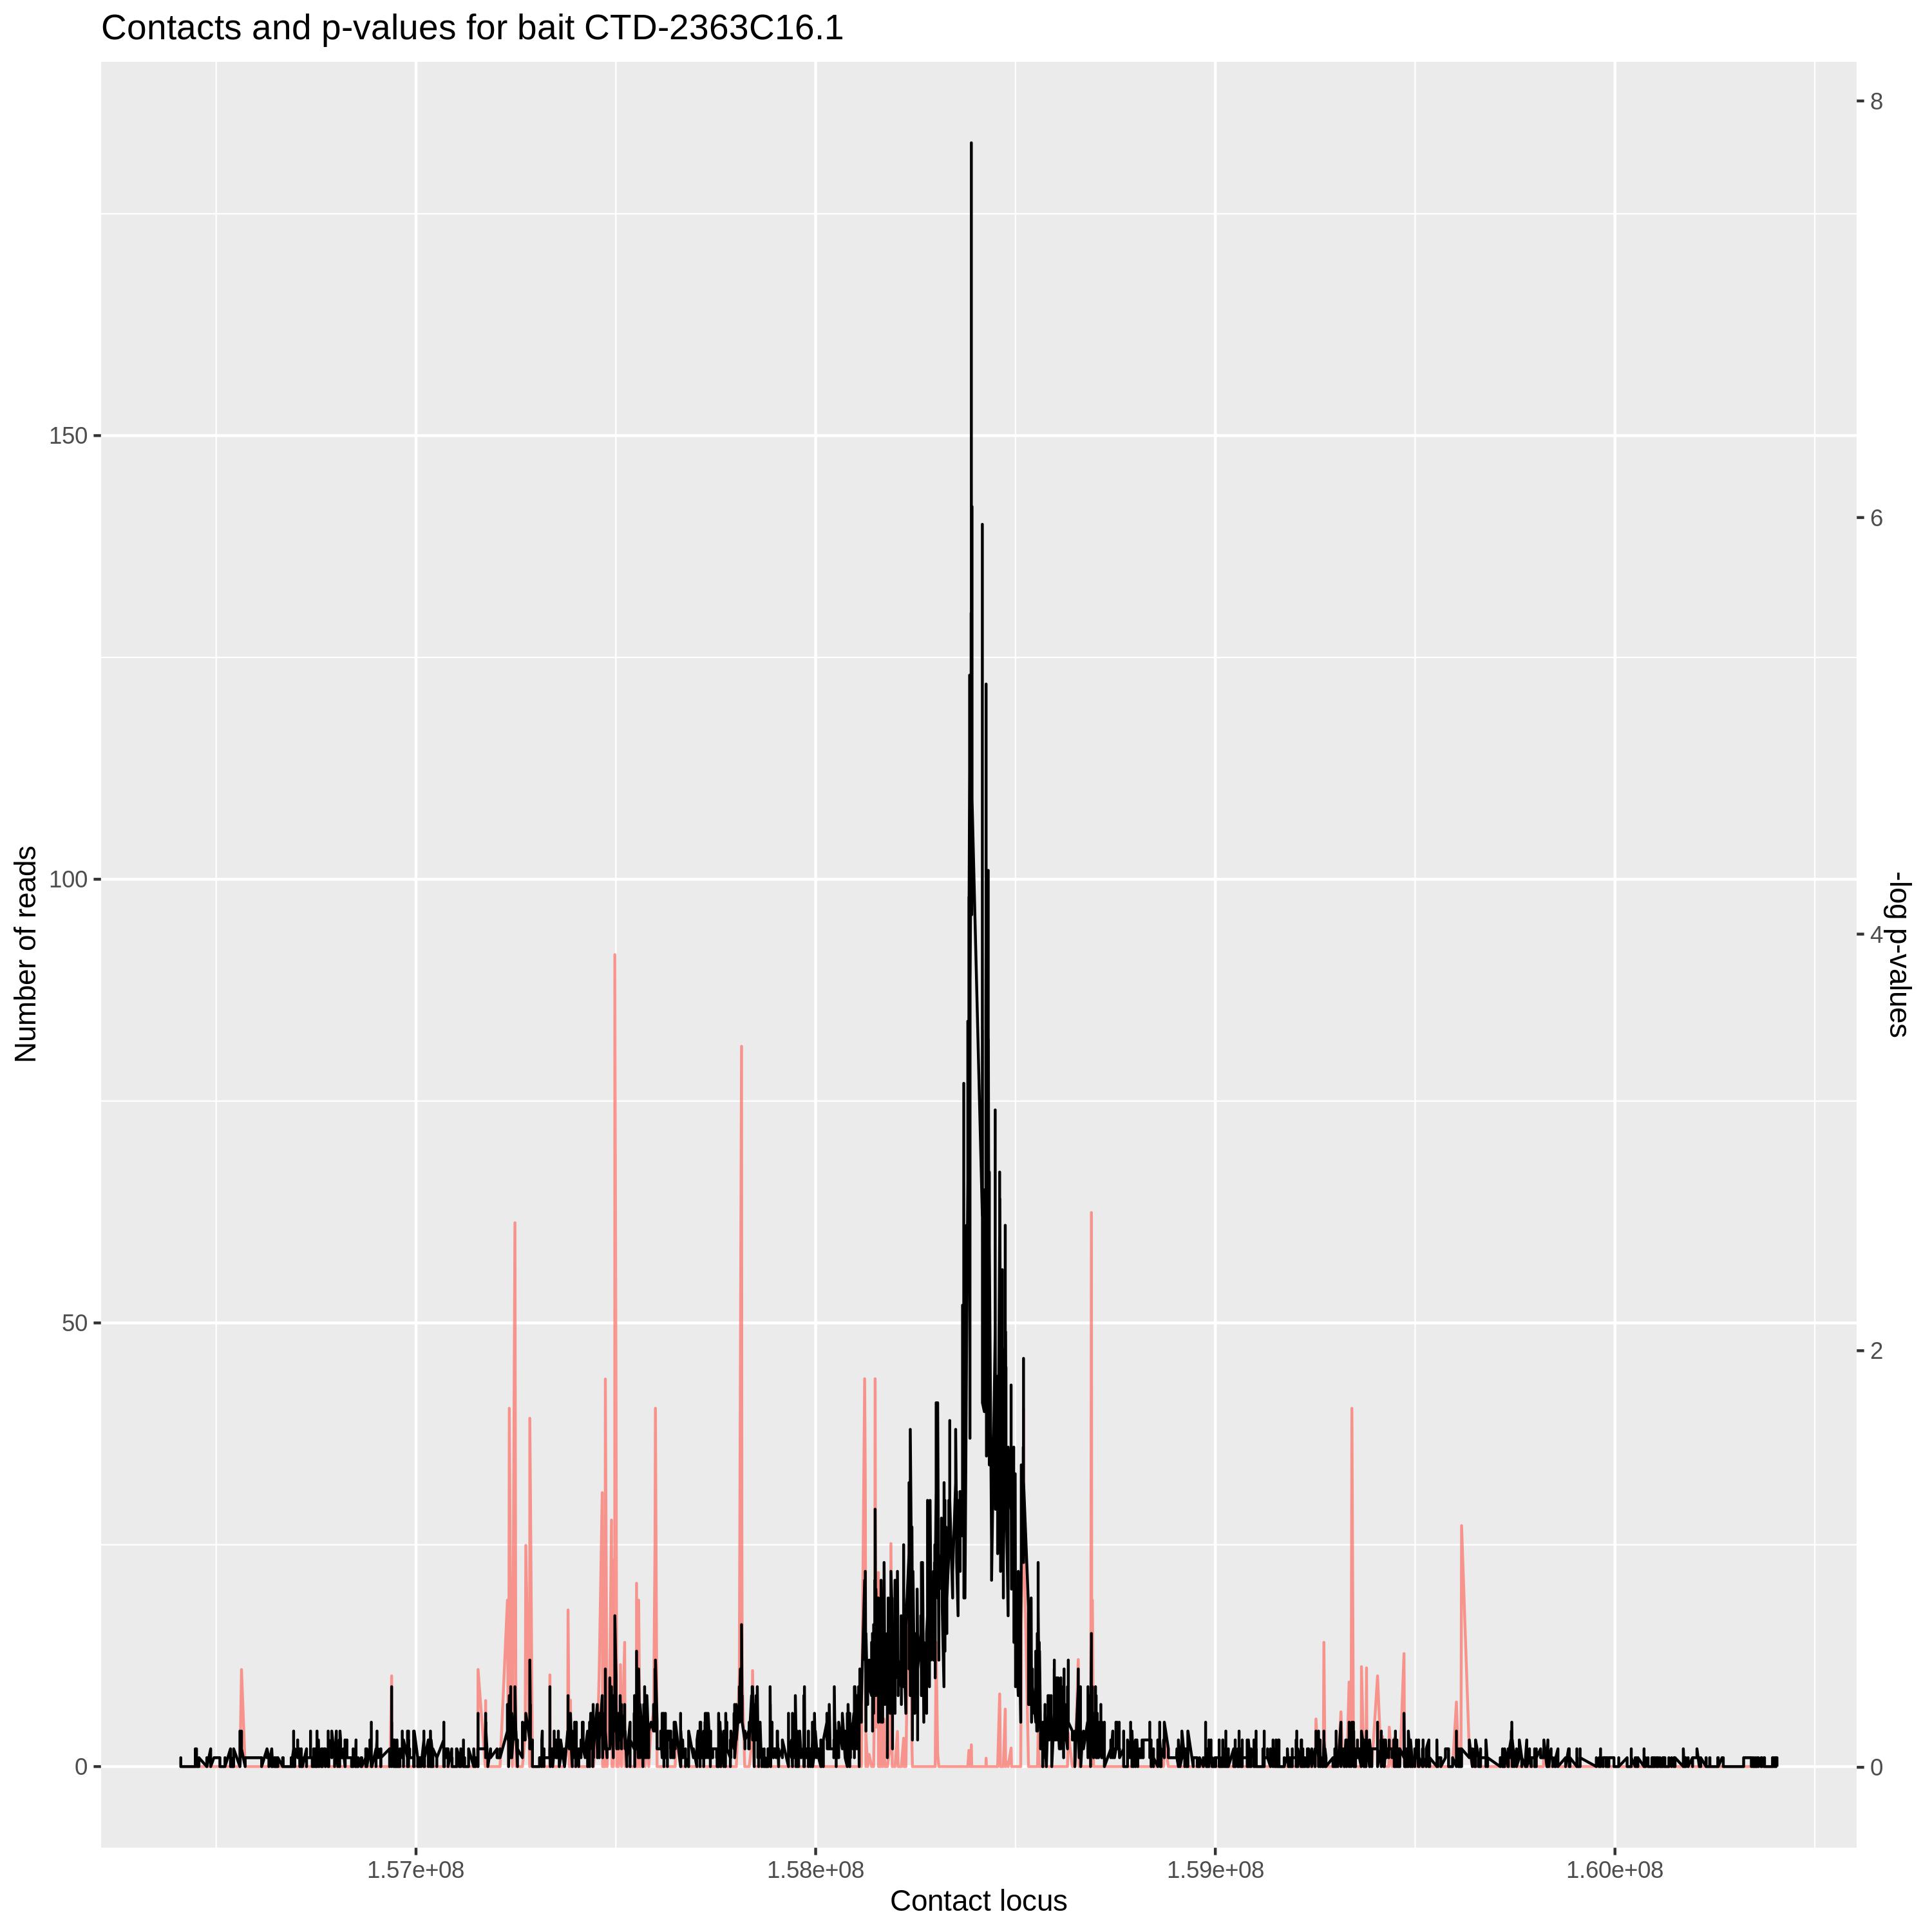 Contacts and p-values for bait CTD-2363C16.1
Number of reads
150
100
50
0
8
6
4
2
0
-log p-values
1.57e+08 1.58e+08 1.59e+08 1.60e+08
Contact locus